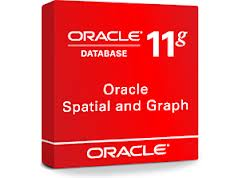 ORACLE 11g
DATABASE
Oracle
Spatial and Graph
ORACLE